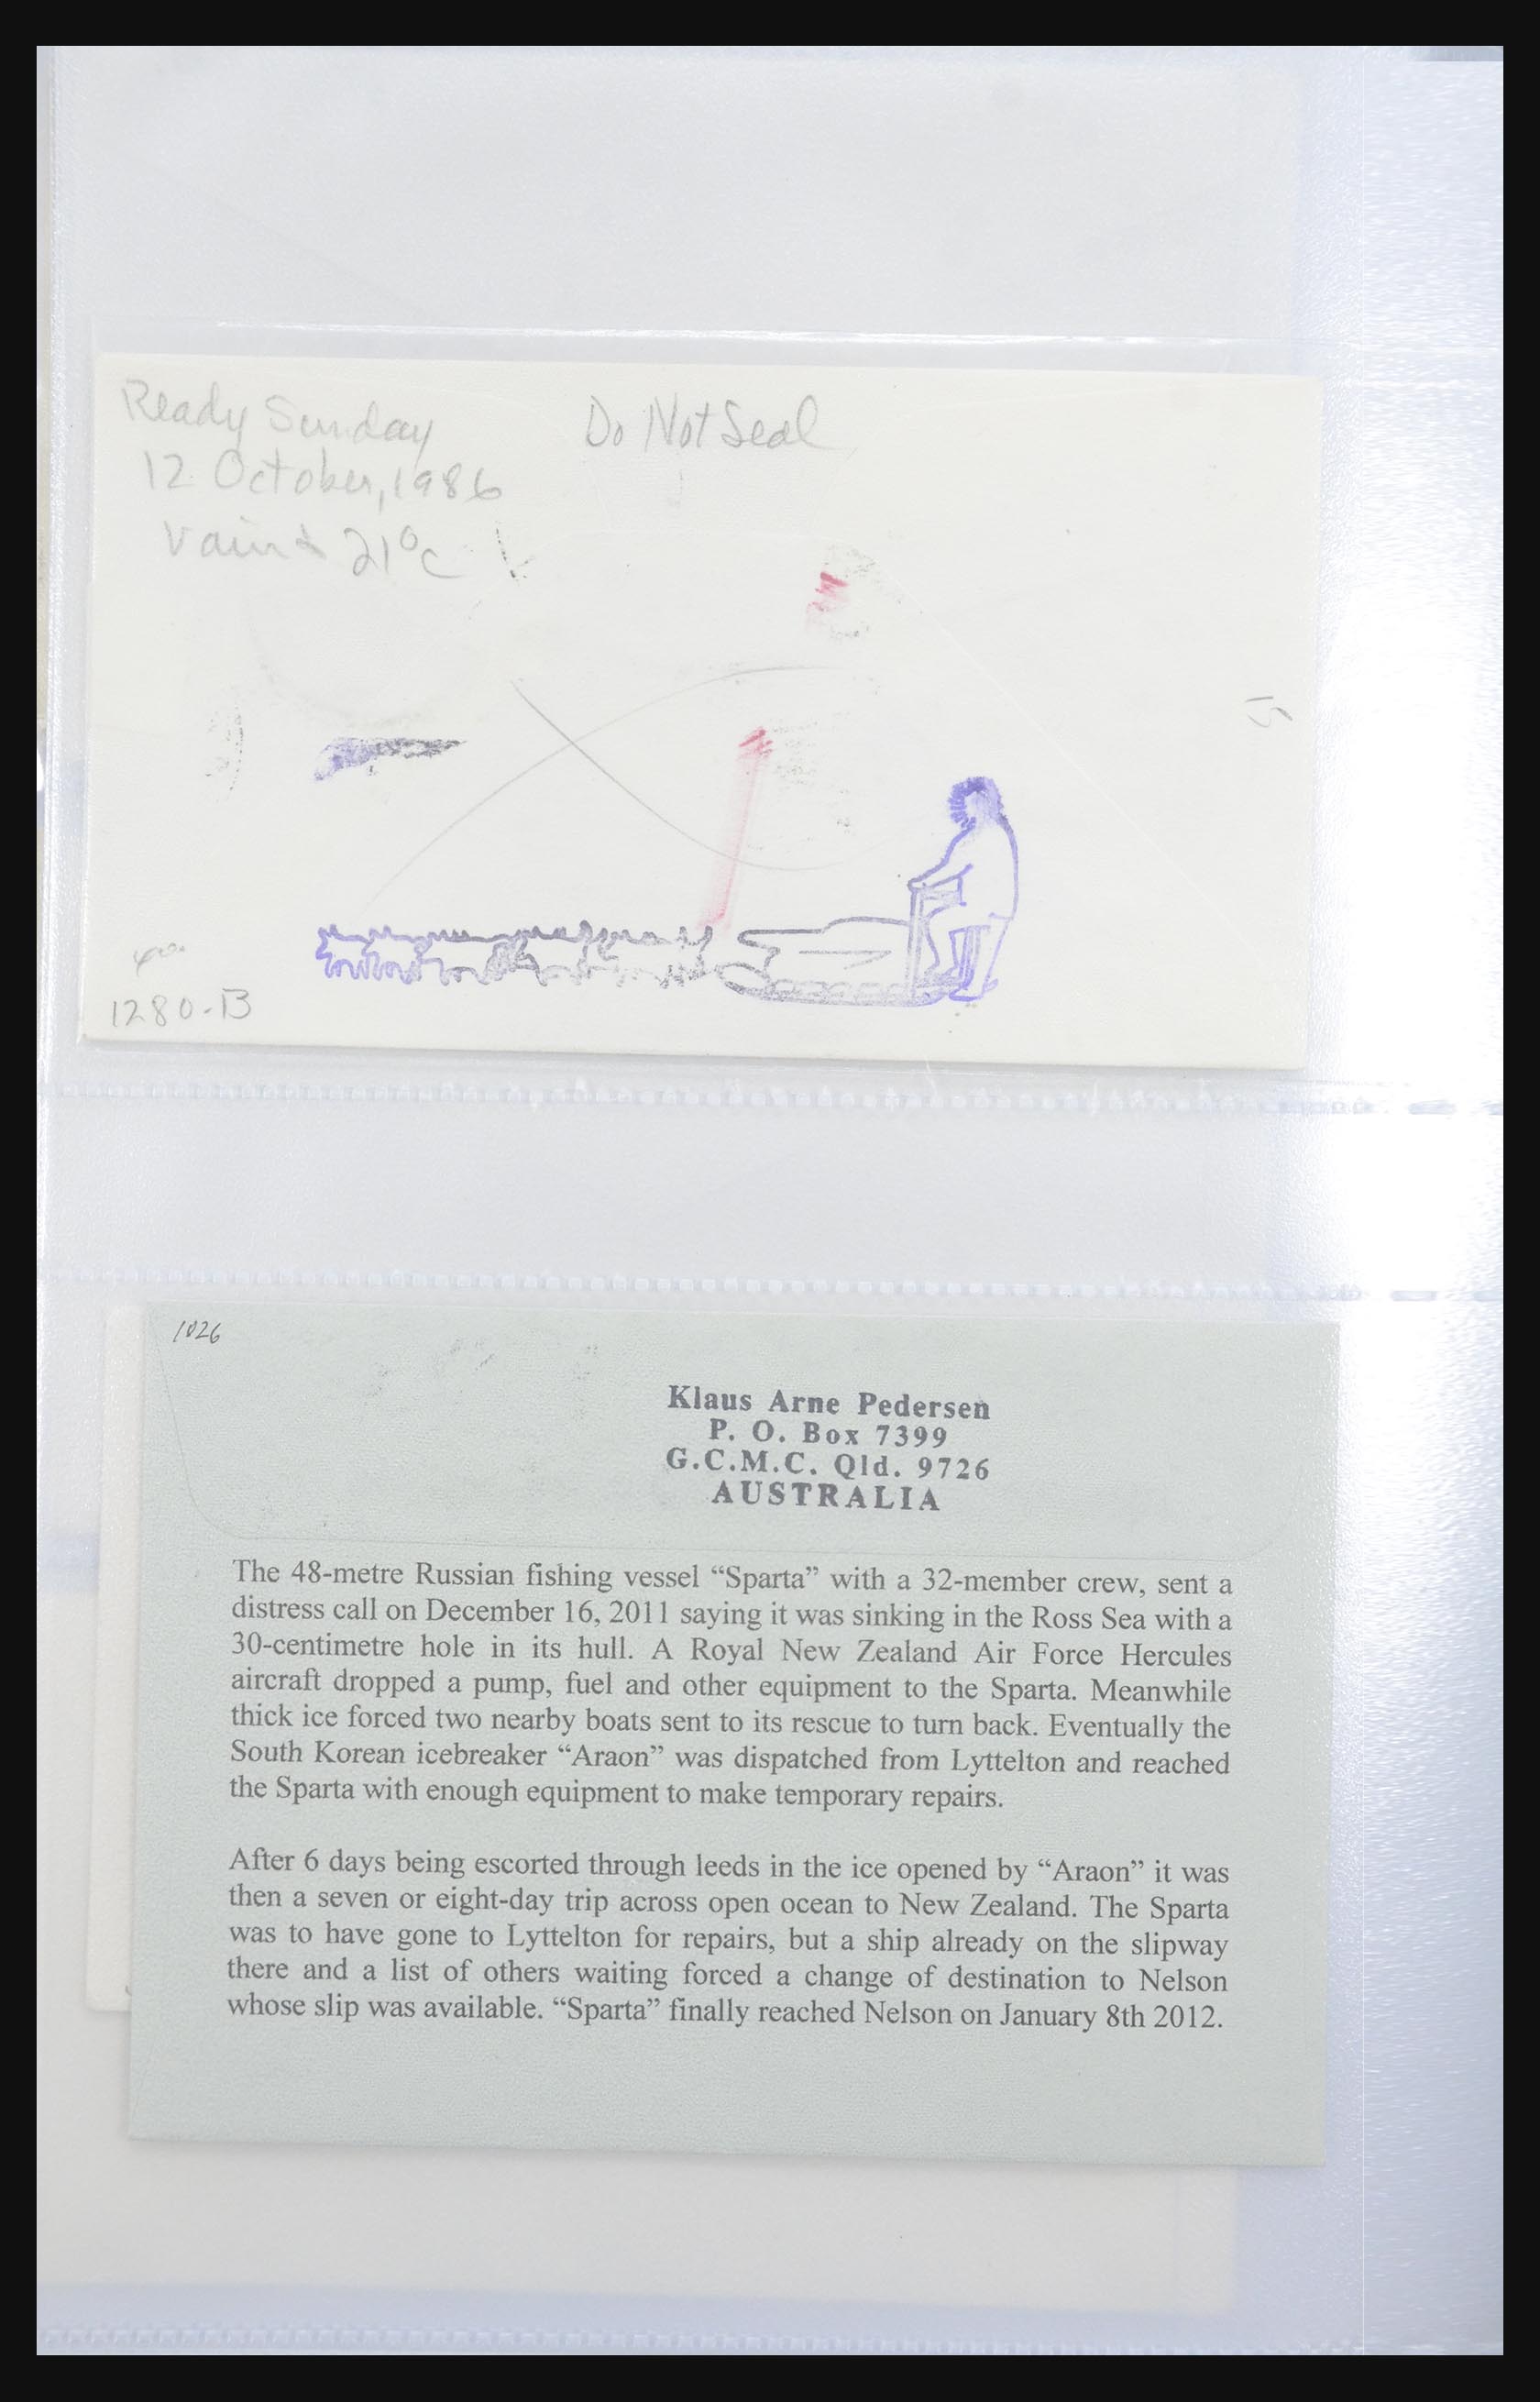 Ready Sunday
12 October, 1986
Do Not Seal
21°C
1280-B
1026
Klaus Arne Pedersen
P. O. Box 7399
G.C.M.C. Qld. 9726
AUSTRALIA
The 48-metre Russian fishing vessel “Sparta” with a 32-member crew, sent a
distress call on December 16, 2011 saying it was sinking in the Ross Sea with a
30-centimetre hole in its hull. A Royal New Zealand Air Force Hercules
aircraft dropped a pump, fuel and other equipment to the Sparta. Meanwhile
thick ice forced two nearby boats sent to its rescue to turn back. Eventually the
South Korean icebreaker “Araon” was dispatched from Lyttelton and reached
the Sparta with enough equipment to make temporary repairs.
After 6 days being escorted through leeds in the ice opened by “Araon” it was
then a seven or eight-day trip across open ocean to New Zealand. The Sparta
was to have gone to Lyttelton for repairs, but a ship already on the slipway
there and a list of others waiting forced a change of destination to Nelson
whose slip was available. “Sparta” finally reached Nelson on January 8th 2012.